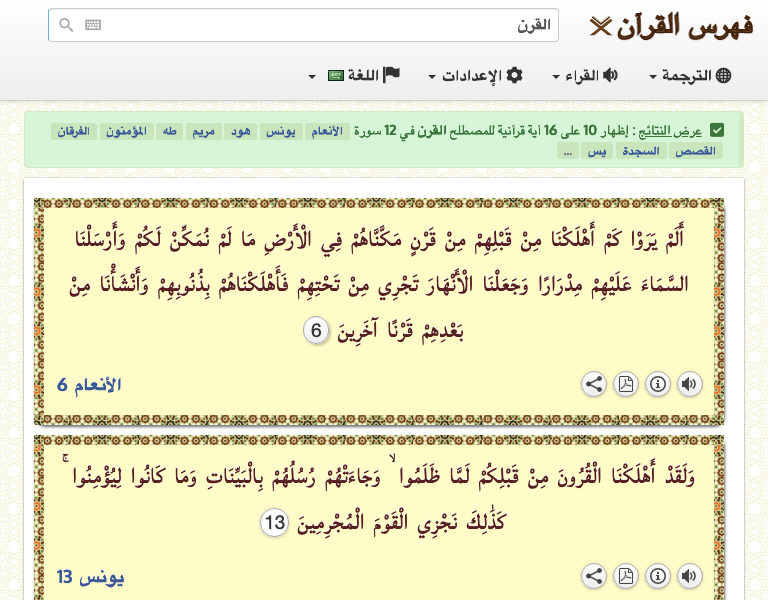 فهرس القرآن
القرن
الترجمة
القراء
الإعدادات
اللغة
عرض النتائج : إظهار 10 على 16 آية قرآنية للمصطلح القرن في 12 سورة الأنعام يونس هود مريم طه المؤمنون الفرقان
القصص السجدة يس ...
أَلَمْ يَرَوْا كَمْ أَهْلَكْنَا مِنْ قَبْلِهِمْ مِنْ قَرْنٍ مَكَّنَّاهُمْ فِي الْأَرْضِ مَا لَمْ نُمَكِّنْ لَكُمْ وَأَرْسَلْنَا
السَّمَاءَ عَلَيْهِمْ مِدْرَارًا وَجَعَلْنَا الْأَنْهَارَ تَجْرِي مِنْ تَحْتِهِمْ فَأَهْلَكْنَاهُمْ بِذُنُوبِهِمْ وَأَنْشَأْنَا مِنْ
بَعْدِهِمْ قَرْنًا آخَرِينَ 6
الأنعام 6
وَلَقَدْ أَهْلَكْنَا الْقُرُونَ مِنْ قَبْلِكُمْ لَمَّا ظَلَمُوا ۙ وَجَاءَتْهُمْ رُسُلُهُمْ بِالْبَيِّنَاتِ وَمَا كَانُوا لِيُؤْمِنُوا ۚ
كَذَٰلِكَ نَجْزِي الْقَوْمَ الْمُجْرِمِينَ 13
يونس 13